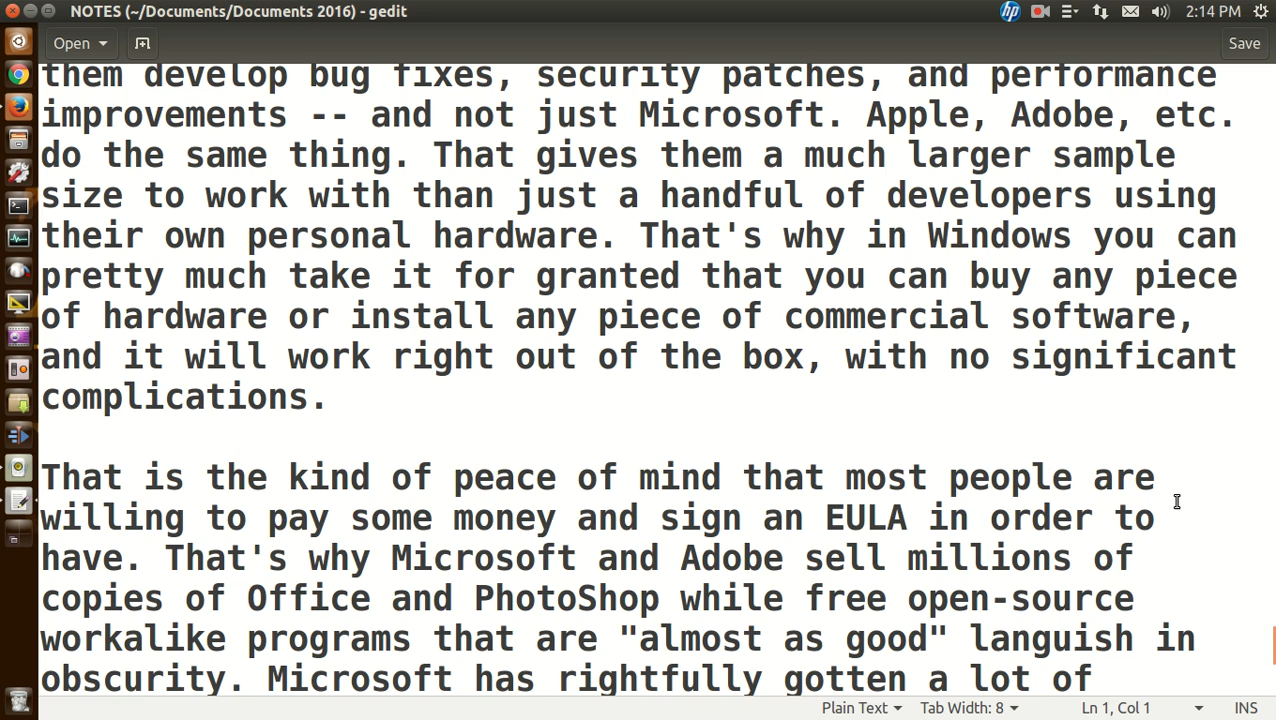 NOTES (~/Documents/Documents 2016) - gedit
hp
2:14 PM
Open
Save
them develop bug fixes, security patches, and performance
improvements -- and not just Microsoft. Apple, Adobe, etc.
do the same thing. That gives them a much larger sample
size to work with than just a handful of developers using
their own personal hardware. That's why in Windows you can
pretty much take it for granted that you can buy any piece
of hardware or install any piece of commercial software,
and it will work right out of the box, with no significant
complications.
That is the kind of peace of mind that most people are
willing to pay some money and sign an EULA in order to
have. That's why Microsoft and Adobe sell millions of
copies of Office and PhotoShop while free open-source
workalike programs that are "almost as good" languish in
obscurity. Microsoft has rightfully gotten a lot of
Plain Text
Tab Width: 8
Ln 1, Col 1
INS